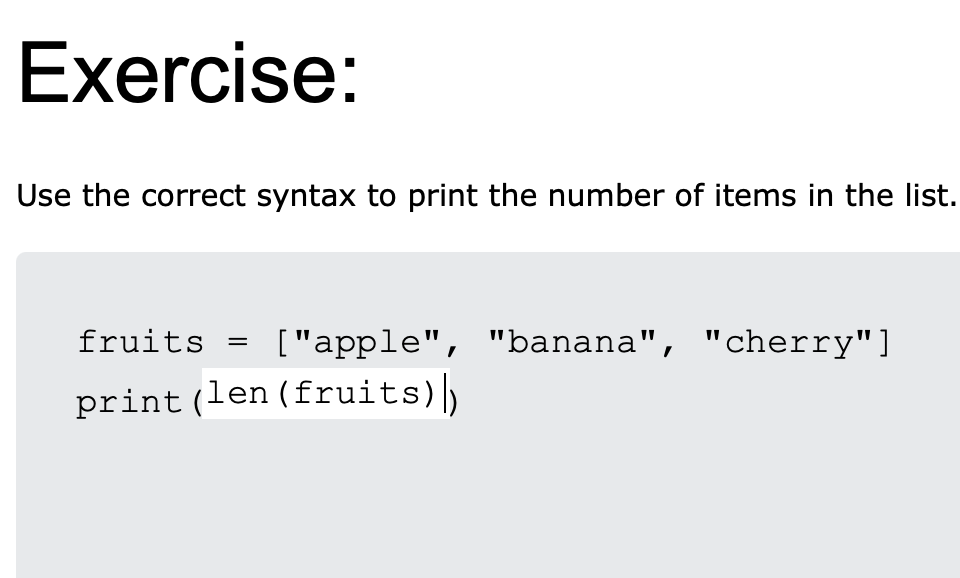 Exercise:
Use the correct syntax to print the number of items in the list.
fruits = ["apple", "banana", "cherry"]
print(len(fruits))